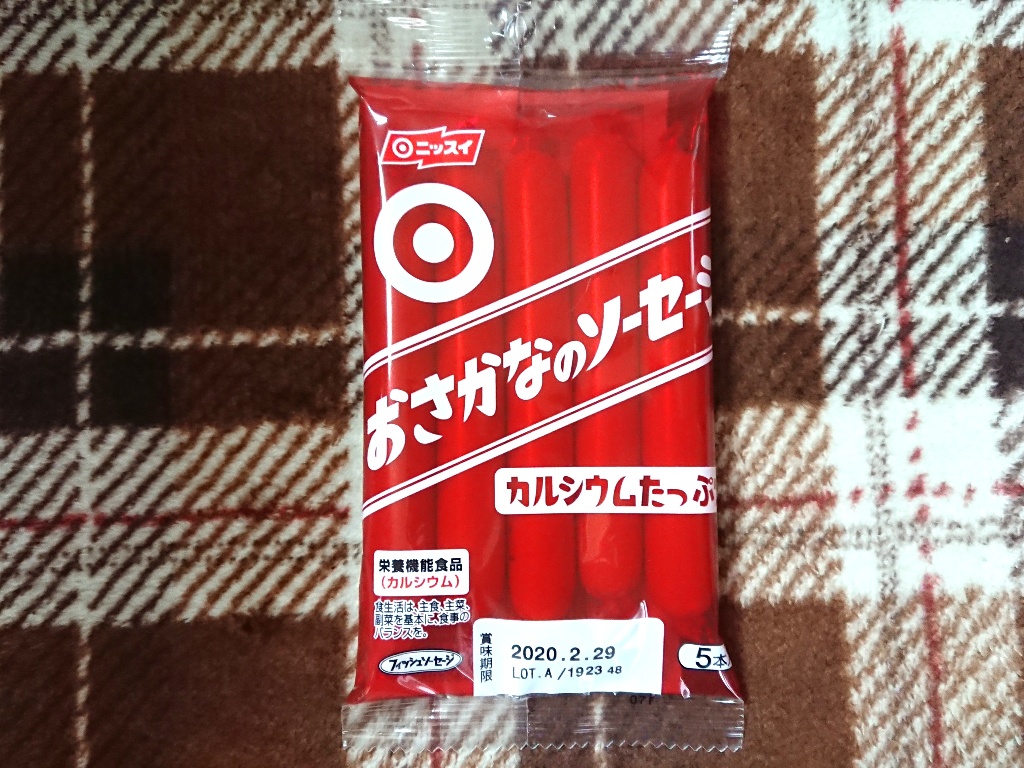 ニッスイ
おさかなのソーセージ
カルシウムたっぷ
栄養機能食品
(カルシウム)
食生活は、主食、主菜、
副菜を基本に、食事の
バランスを。
フィッシュソーセージ
賞味期限
2020.2.29
LOT.A /1923 48
5本
077